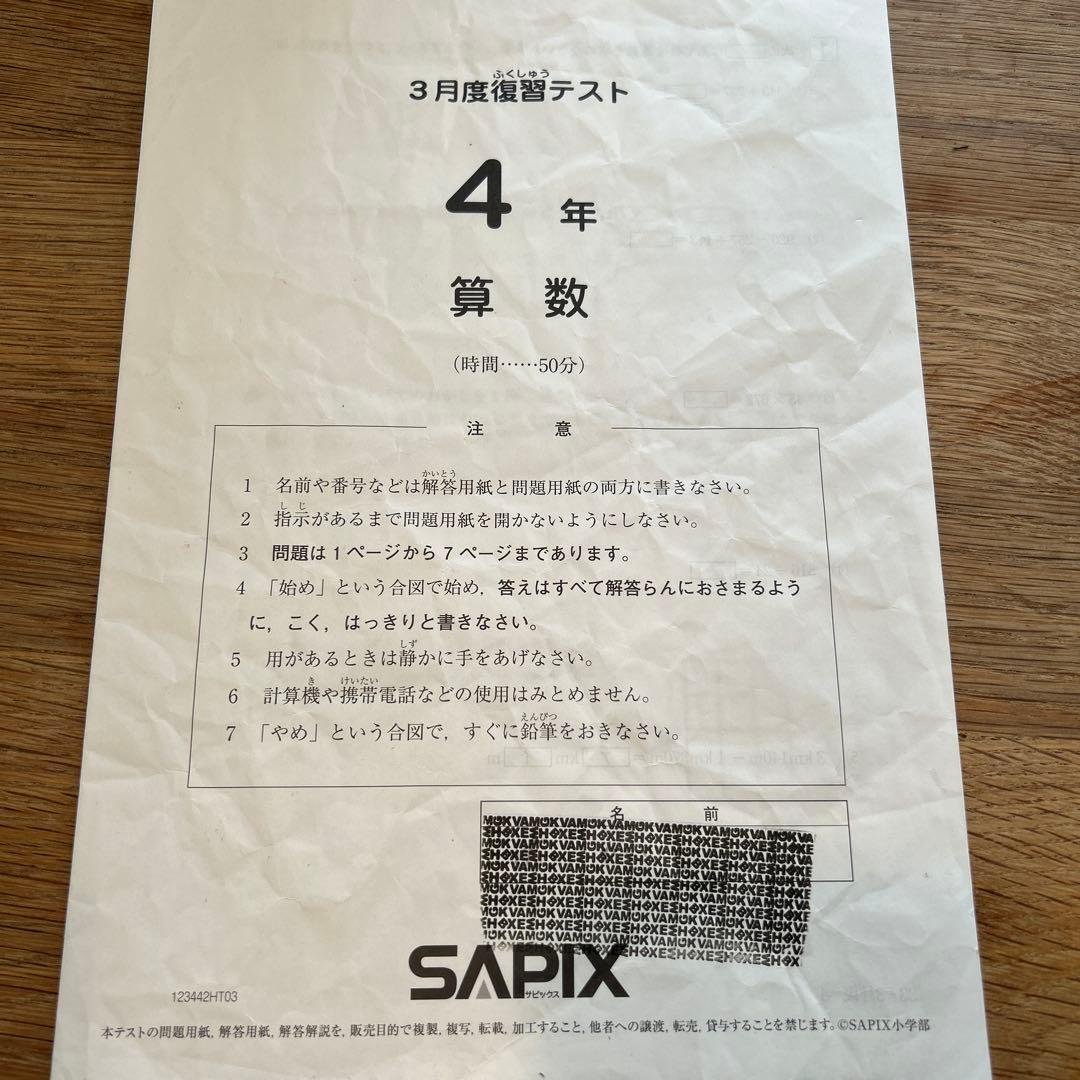 ふくしゅう
3月度復習テスト
4年
算数
(時間……50分)
注意
かいとう
1 名前や番号などは解答用紙と問題用紙の両方に書きなさい。
しじ
2 指示があるまで問題用紙を開かないようにしなさい。
3 問題は1ページから7ページまであります。
4 「始め」という合図で始め，答えはすべて解答らんにおさまるよう
に，こく，はっきりと書きなさい。
しず
5 用があるときは静かに手をあげなさい。
き けいたい
6 計算機や携帯電話などの使用はみとめません。
えんぴつ
7 「やめ」という合図で，すぐに鉛筆をおきなさい。
名前
SAPIX
サピックス
123442HT03
本テストの問題用紙，解答用紙，解答解説を，販売目的で複製，複写，転載，加工すること，他者への譲渡，転売，貸与することを禁じます。©SAPIX小学部